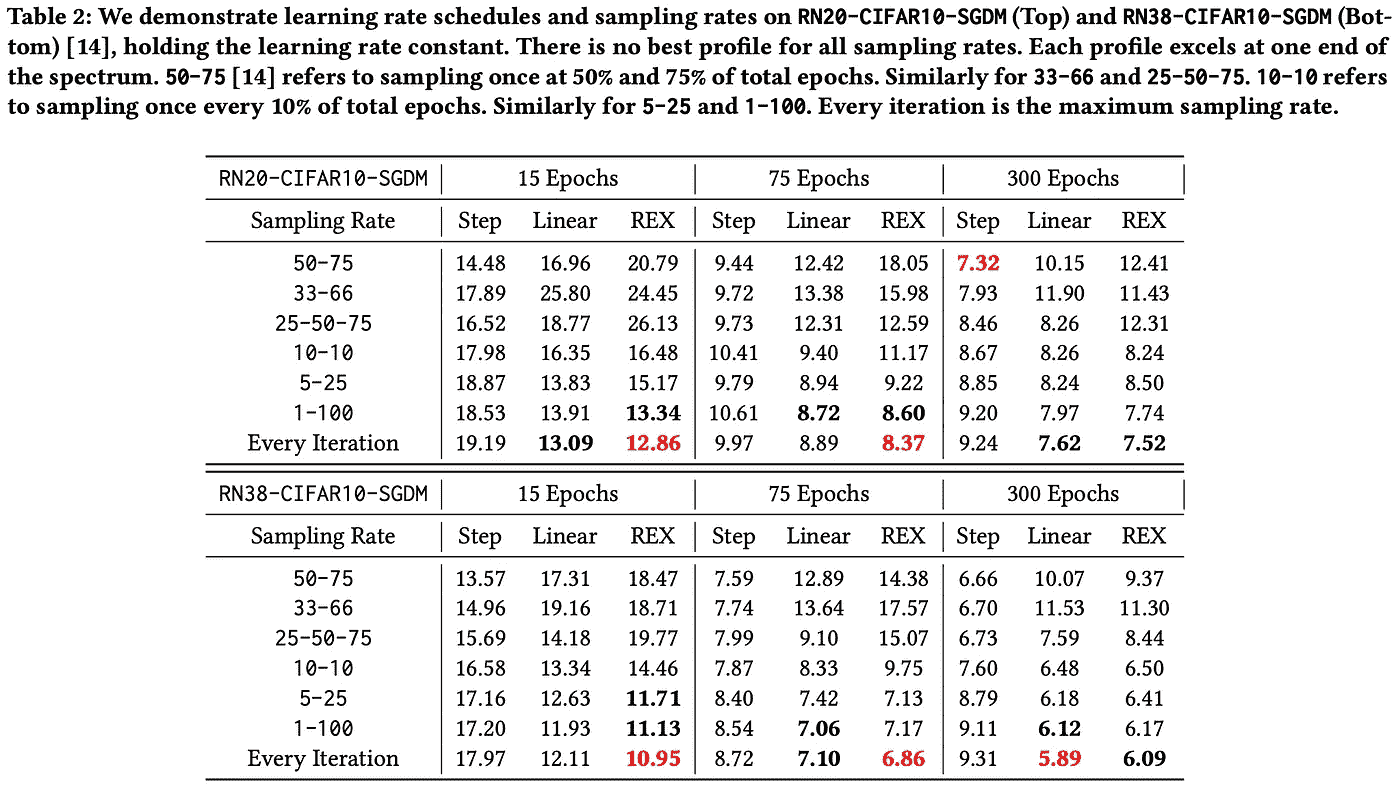 Table 2: We demonstrate learning rate schedules and sampling rates on RN20-CIFAR10-SGDM (Top) and RN38-CIFAR10-SGDM (Bot-
tom) [14], holding the learning rate constant. There is no best profile for all sampling rates. Each profile excels at one end of
the spectrum. 50-75 [14] refers to sampling once at 50% and 75% of total epochs. Similarly for 33-66 and 25-50-75. 10-10 refers
to sampling once every 10% of total epochs. Similarly for 5-25 and 1-100. Every iteration is the maximum sampling rate.
RN20-CIFAR10-SGDM 15 Epochs 75 Epochs 300 Epochs
Sampling Rate Step Linear REX Step Linear REX Step Linear REX
50-75 14.48 16.96 20.79 9.44 12.42 18.05 7.32 10.15 12.41
33-66 17.89 25.80 24.45 9.72 13.38 15.98 7.93 11.90 11.43
25-50-75 16.52 18.77 26.13 9.73 12.31 12.59 8.46 8.26 12.31
10-10 17.98 16.35 16.48 10.41 9.40 11.17 8.67 8.26 8.24
5-25 18.87 13.83 15.17 9.79 8.94 9.22 8.85 8.24 8.50
1-100 18.53 13.91 13.34 10.61 8.72 8.60 9.20 7.97 7.74
Every Iteration 19.19 13.09 12.86 9.97 8.89 8.37 9.24 7.62 7.52
RN38-CIFAR10-SGDM 15 Epochs 75 Epochs 300 Epochs
Sampling Rate Step Linear REX Step Linear REX Step Linear REX
50-75 13.57 17.31 18.47 7.59 12.89 14.38 6.66 10.07 9.37
33-66 14.96 19.16 18.71 7.74 13.64 17.57 6.70 11.53 11.30
25-50-75 15.69 14.18 19.77 7.99 9.10 15.07 6.73 7.59 8.44
10-10 16.58 13.34 14.46 7.87 8.33 9.75 7.60 6.48 6.50
5-25 17.16 12.63 11.71 8.40 7.42 7.13 8.79 6.18 6.41
1-100 17.20 11.93 11.13 8.54 7.06 7.17 9.11 6.12 6.17
Every Iteration 17.97 12.11 10.95 8.72 7.10 6.86 9.31 5.89 6.09